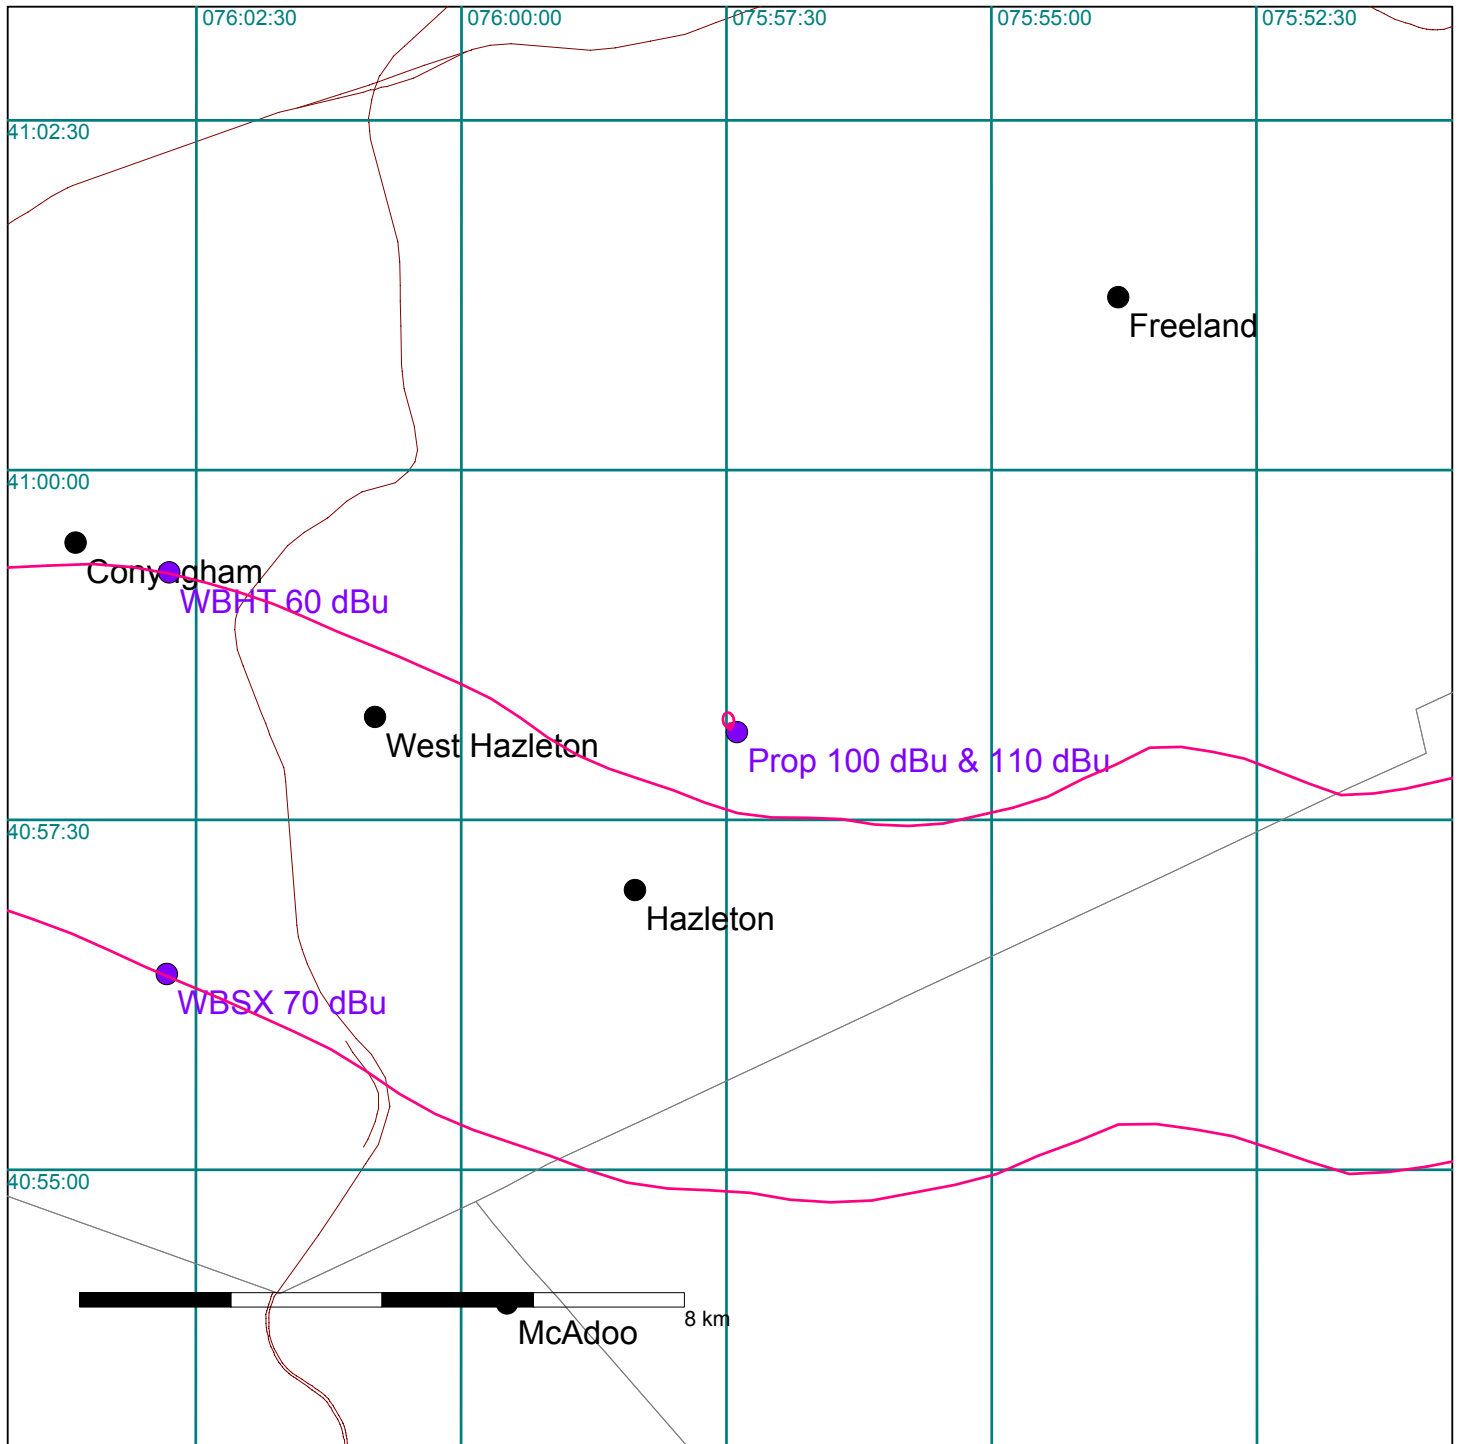 076:02:30
076:00:00
075:57:30
075:55:00
075:52:30
41:02:30
Freeland
41:00:00
Conyngham
WBHT 60 dBu
West Hazleton
Prop 100 dBu & 110 dBu
40:57:30
Hazleton
WBSX 70 dBu
40:55:00
8 km
McAdoo